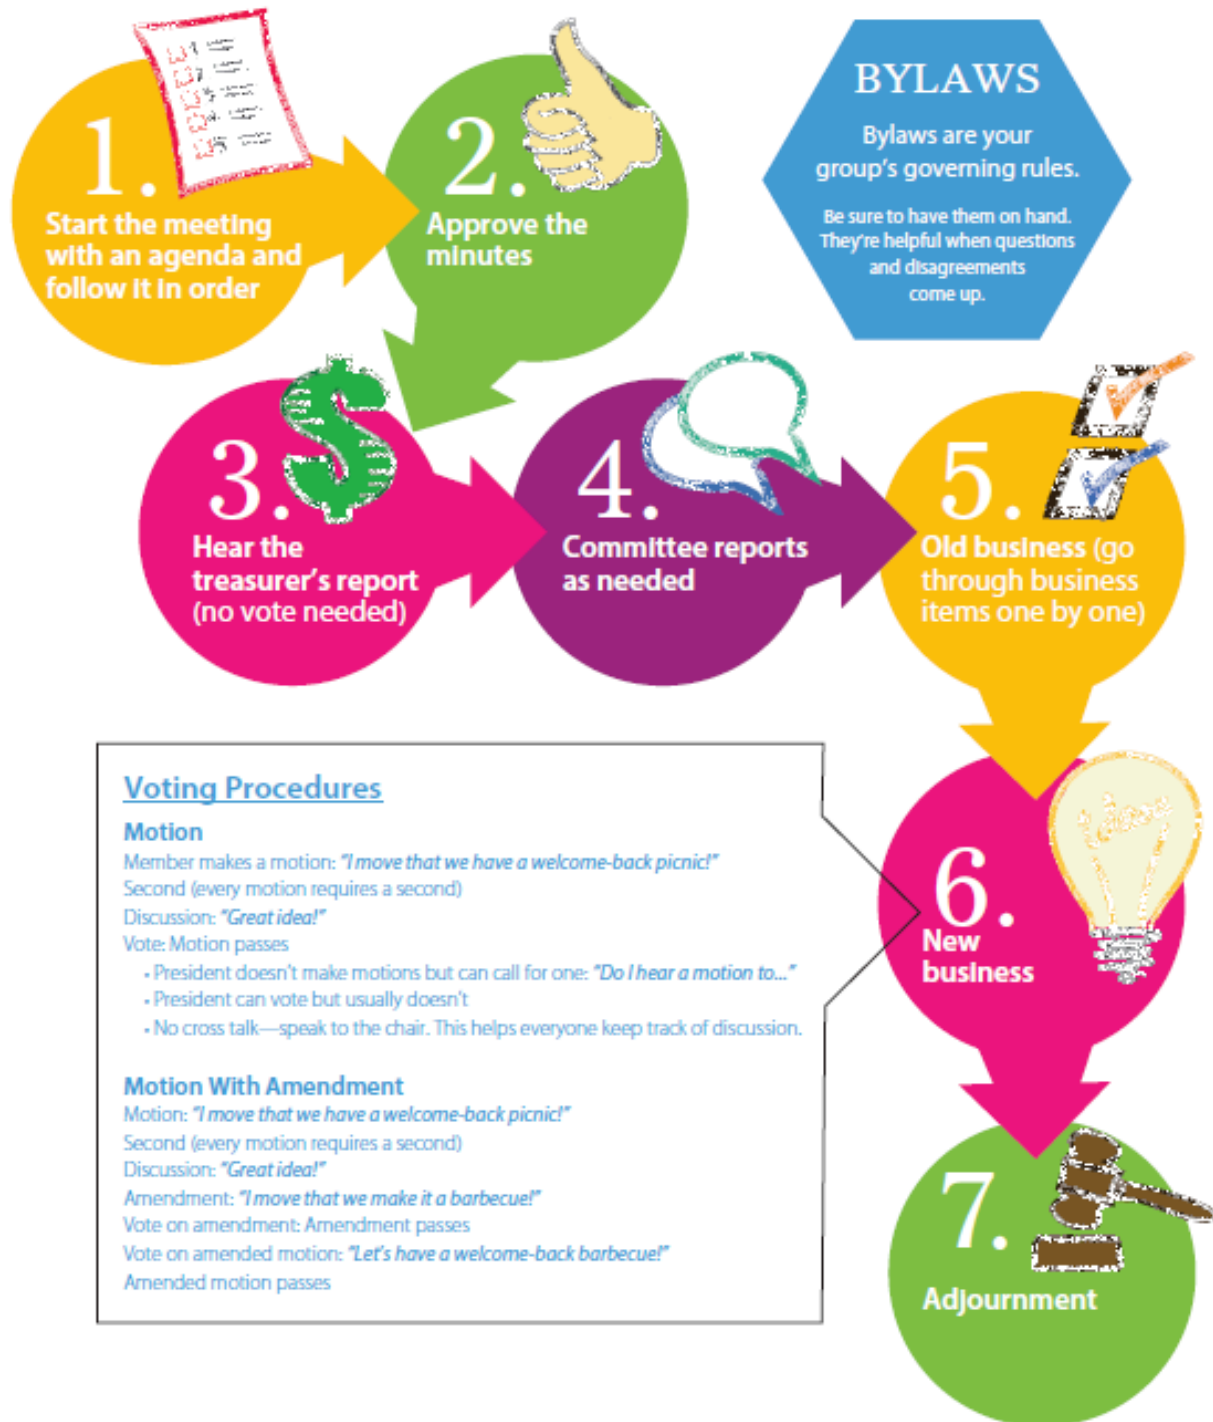 1.
Start the meeting
with an agenda and
follow it in order
2.
Approve the
minutes
BYLAWS
Bylaws are your
group's governing rules.
Be sure to have them on hand.
They're helpful when questions
and disagreements
come up.
3.
Hear the
treasurer's report
(no vote needed)
4.
Committee reports
as needed
5.
Old business (go
through business
items one by one)
Voting Procedures
Motion
Member makes a motion: "I move that we have a welcome-back picnic!"
Second (every motion requires a second)
Discussion: "Great idea!"
Vote: Motion passes
• President doesn't make motions but can call for one: "Do I hear a motion to..."
• President can vote but usually doesn't
• No cross talk—speak to the chair. This helps everyone keep track of discussion.
Motion With Amendment
Motion: "I move that we have a welcome-back picnic!"
Second (every motion requires a second)
Discussion: "Great idea!"
Amendment: "I move that we make it a barbecue!"
Vote on amendment: Amendment passes
Vote on amended motion: "Let's have a welcome-back barbecue!"
Amended motion passes
6.
New
business
7.
Adjournment